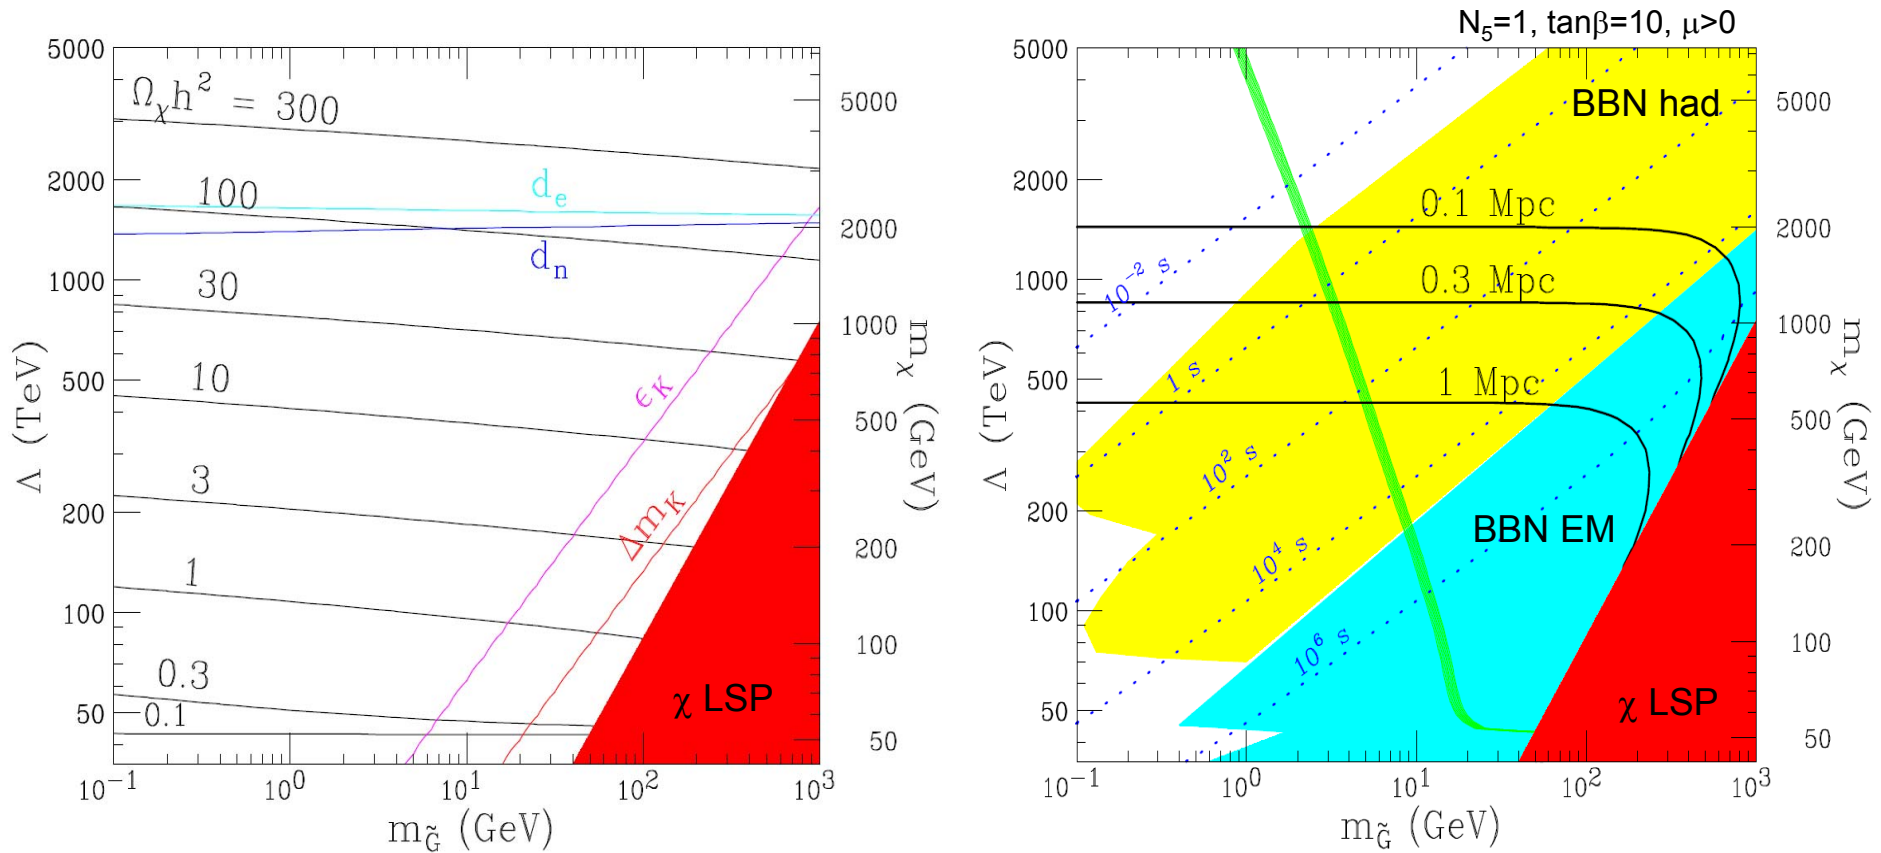 N₅=1, tanβ=10, μ>0
5000
2000
1000
500
200
100
50
Λ (TeV)
Ωχh² = 300
100
30
10
3
1
0.3
0.1
dₑ
dₙ
ϵ_K
Δm_K
χ LSP
5000
2000
1000
500
200
100
50
mχ (GeV)
10⁻¹ 10⁰ 10¹ 10² 10³
m_G̃ (GeV)
5000
2000
1000
500
200
100
50
Λ (TeV)
BBN had
0.1 Mpc
0.3 Mpc
1 Mpc
10⁻² s
1 s
10² s
10⁴ s
10⁶ s
BBN EM
χ LSP
5000
2000
1000
500
200
100
50
mχ (GeV)
10⁻¹ 10⁰ 10¹ 10² 10³
m_G̃ (GeV)